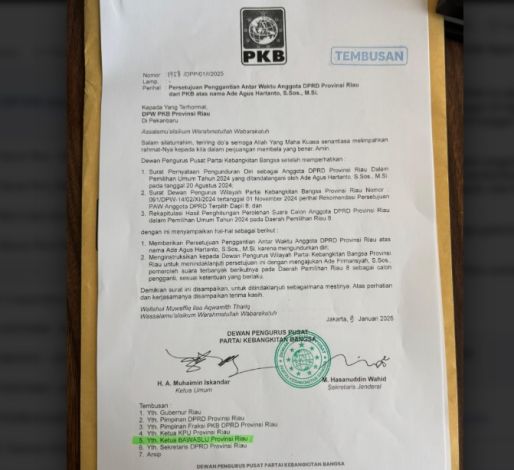 PKB
TEMBUSAN
Nomor : /DPP/01/I/2025
Lamp. :
Perihal : Persetujuan Penggantian Antar Waktu Anggota DPRD Provinsi Riau
dari PKB atas nama Ade Agus Hartanto, S.Sos., M.Si.
Kepada Yang Terhormat,
DPW PKB Provinsi Riau
Di Pekanbaru
Assalamu'alaikum Warahmatullah Wabarakatuh
Salam silaturrahim, teriring do'a semoga Allah Yang Maha Kuasa senantiasa melimpahkan
rahmat-Nya kepada kita dalam perjuangan membela yang benar. Amin.
Dewan Pengurus Pusat Partai Kebangkitan Bangsa setelah memperhatikan :
1. Surat Pernyataan Pengunduran Diri sebagai Anggota DPRD Provinsi Riau Dalam
Pemilihan Umum Tahun 2024 yang ditandatangani oleh Ade Agus Hartanto, S.Sos., M.Si.
pada tanggal 20 Agustus 2024;
2. Surat Dewan Pengurus Wilayah Partai Kebangkitan Bangsa Provinsi Riau Nomor :
091/DPW-14/02/XI/2024 tertanggal 01 November 2024 perihal Rekomendasi Persetujuan
PAW Anggota DPRD Terpilih Dapil 8; dan
3. Rekapitulasi Hasil Penghitungan Perolehan Suara Calon Anggota DPRD Provinsi Riau
dalam Pemilihan Umum Tahun 2024 pada Daerah Pemilihan Riau 8.
dengan ini menyampaikan hal-hal sebagai berikut :
1. Memberikan Persetujuan Penggantian Antar Waktu Anggota DPRD Provinsi Riau atas
nama Ade Agus Hartanto, S.Sos., M.Si, karena mengundurkan diri;
2. Menginstruksikan kepada Dewan Pengurus Wilayah Partai Kebangkitan Bangsa Provinsi
Riau untuk menindaklanjuti persetujuan ini dengan mengajukan Ade Firmansyah, S.Sos.,
pemeroleh suara terbanyak berikutnya pada Daerah Pemilihan Riau 8 sebagai calon
pengganti, sesuai ketentuan yang berlaku.
Demikian surat ini disampaikan, untuk ditindaklanjuti sebagaimana mestinya. Atas perhatian
dan kerjasamanya disampaikan terima kasih.
Wallahul Muwaffiq ilaa Aqwamith Thariq
Wassalamu'alaikum Warahmatullah Wabarakatuh
Jakarta, Januari 2025
DEWAN PENGURUS PUSAT
PARTAI KEBANGKITAN BANGSA
H. A. Muhaimin Iskandar
Ketua Umum
M. Hasanuddin Wahid
Sekretaris Jenderal
Tembusan :
1. Yth. Gubernur Riau
2. Yth. Pimpinan DPRD Provinsi Riau
3. Yth. Pimpinan Fraksi PKB DPRD Provinsi Riau
4. Yth. Ketua KPU Provinsi Riau
5. Yth. Ketua BAWASLU Provinsi Riau
6. Yth. Sekretaris DPRD Provinsi Riau
7. Arsip
DEWAN PENGURUS PUSAT PARTAI KEBANGKITAN BANGSA